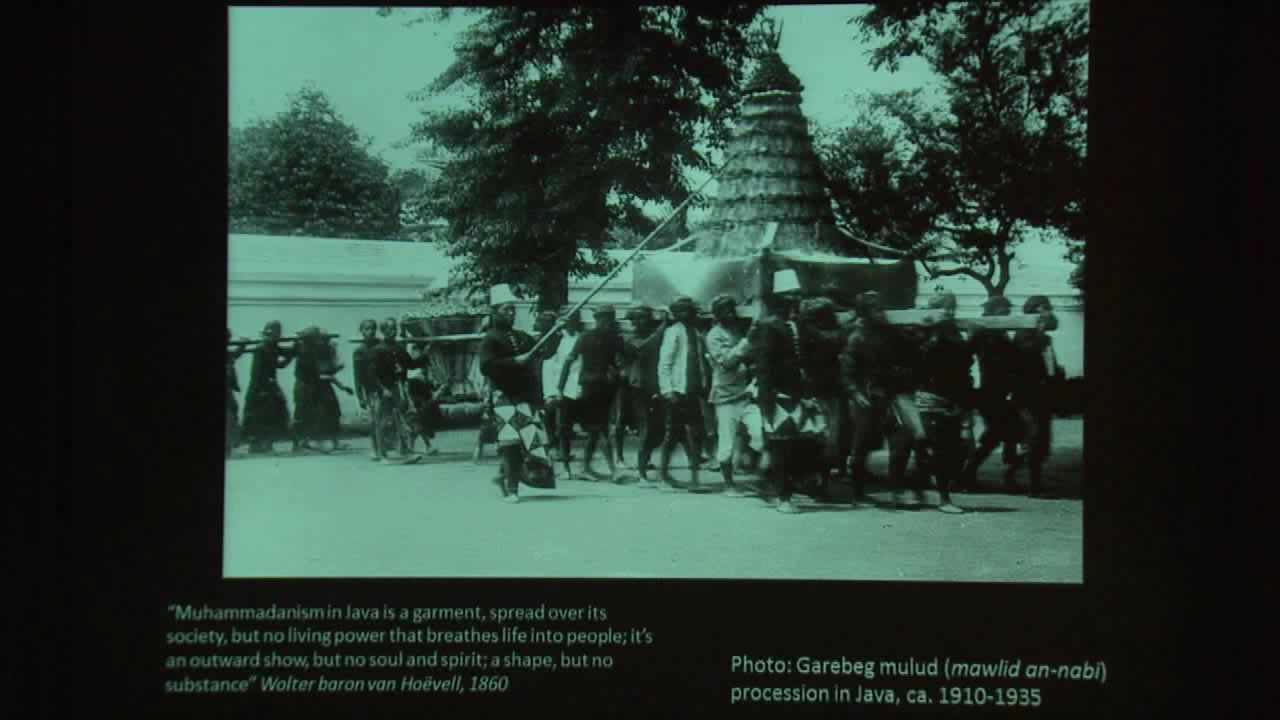 "Muhammadanism in Java is a garment, spread over its
society, but no living power that breathes life into people; it's
an outward show, but no soul and spirit; a shape, but no
substance" Wolter baron van Hoëvell, 1860
Photo: Garebeg mulud (mawlid an-nabi)
procession in Java, ca. 1910-1935